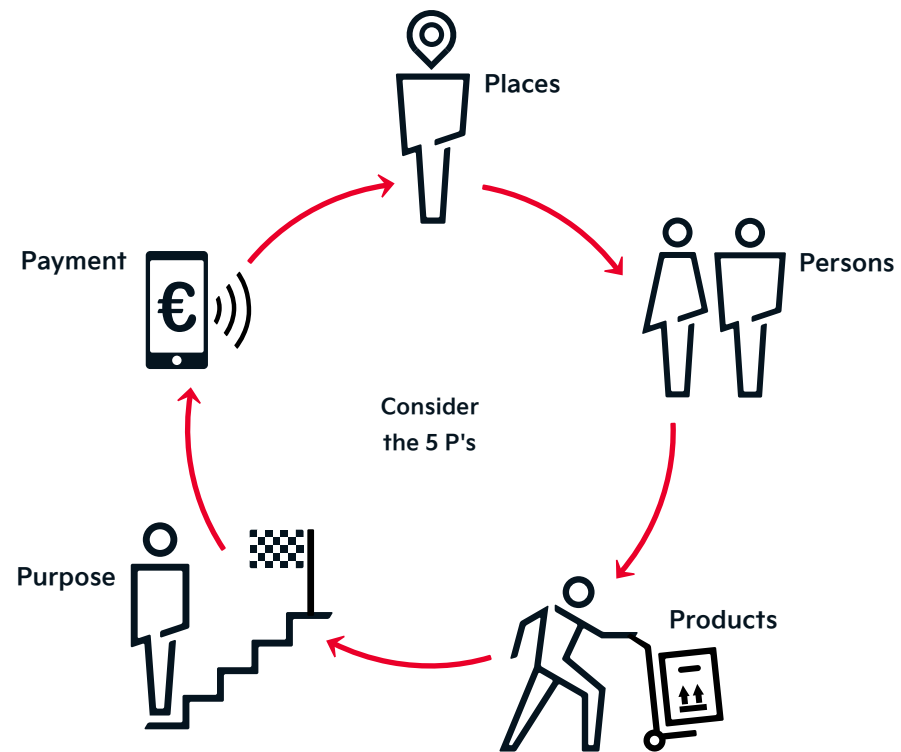 Places
Persons
Payment
€
Consider
the 5 P's
Purpose
Products